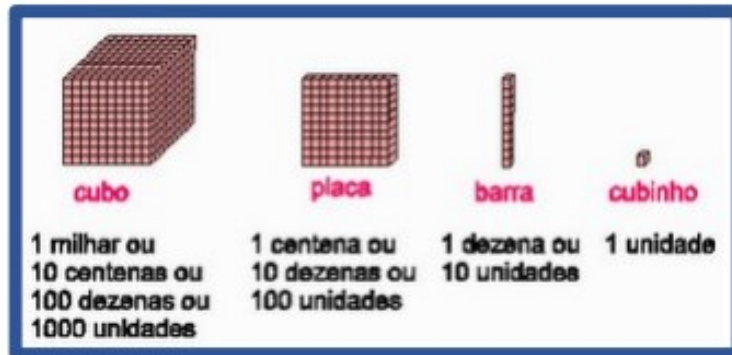 cubo
placa
barra
cubinho
1 milhar ou
10 centenas ou
100 dezenas ou
1000 unidades
1 centena ou
10 dezenas ou
100 unidades
1 dezena ou
10 unidades
1 unidade